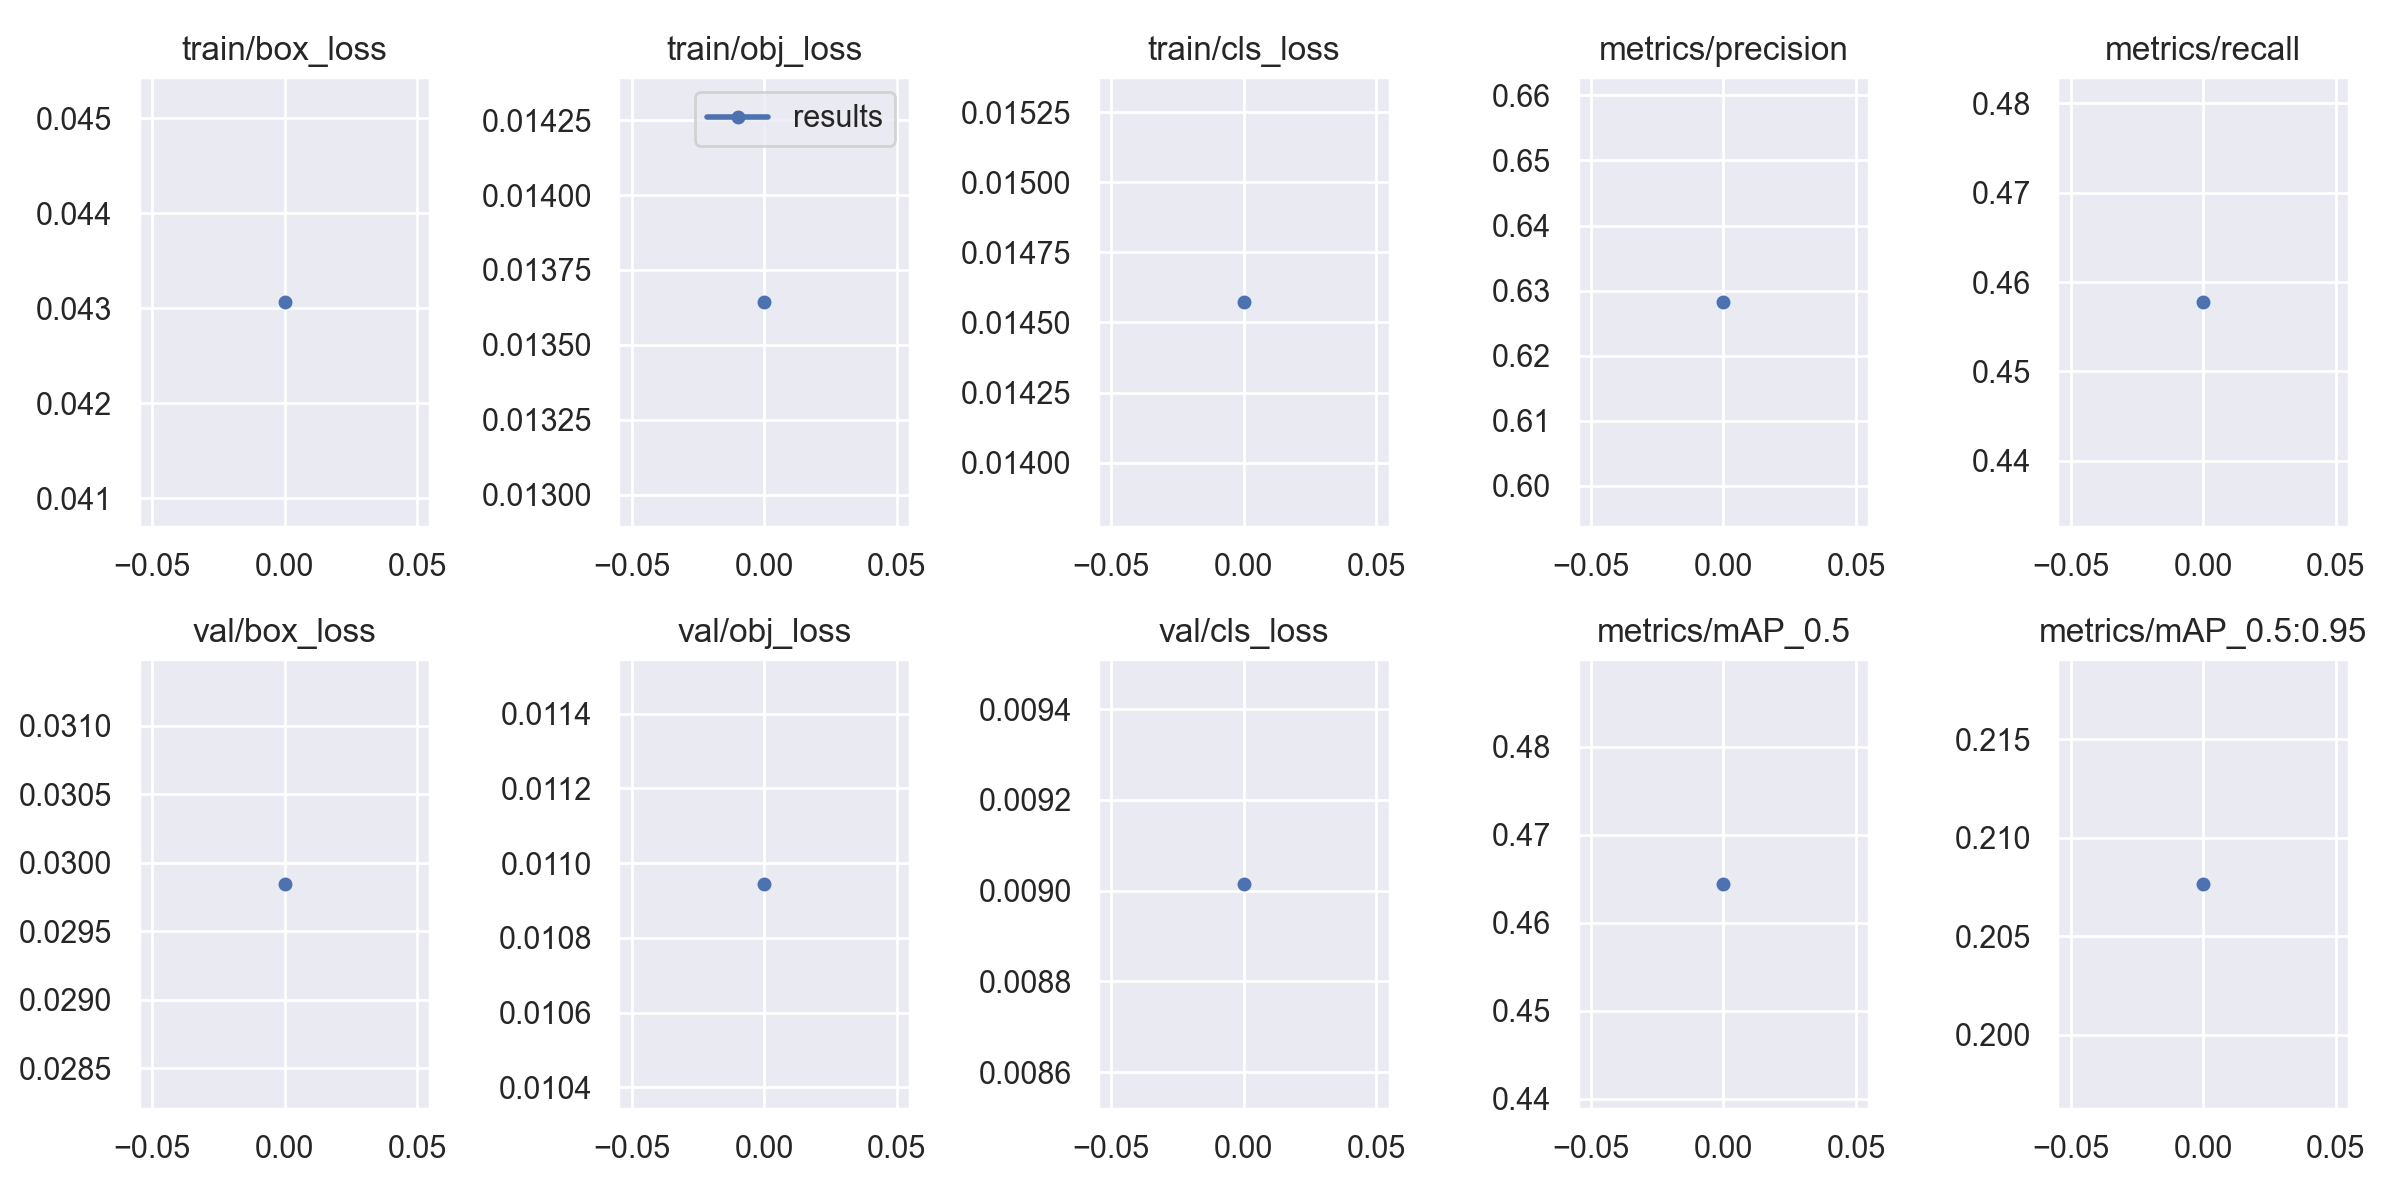 train/box_loss
0.045
0.044
0.043
0.042
0.041
−0.05 0.00 0.05
train/obj_loss
results
0.01425
0.01400
0.01375
0.01350
0.01325
0.01300
−0.05 0.00 0.05
train/cls_loss
0.01525
0.01500
0.01475
0.01450
0.01425
0.01400
−0.05 0.00 0.05
metrics/precision
0.66
0.65
0.64
0.63
0.62
0.61
0.60
−0.05 0.00 0.05
metrics/recall
0.48
0.47
0.46
0.45
0.44
−0.05 0.00 0.05
val/box_loss
0.0310
0.0305
0.0300
0.0295
0.0290
0.0285
−0.05 0.00 0.05
val/obj_loss
0.0114
0.0112
0.0110
0.0108
0.0106
0.0104
−0.05 0.00 0.05
val/cls_loss
0.0094
0.0092
0.0090
0.0088
0.0086
−0.05 0.00 0.05
metrics/mAP_0.5
0.48
0.47
0.46
0.45
0.44
−0.05 0.00 0.05
metrics/mAP_0.5:0.95
0.215
0.210
0.205
0.200
−0.05 0.00 0.05